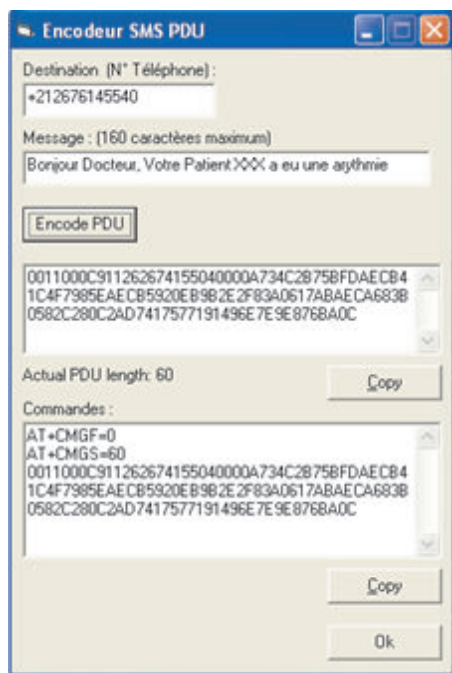 Encodeur SMS PDU
Destination (N° Téléphone) :
+212676145540
Message : (160 caractères maximum)
Bonjour Docteur, Votre Patient XXX a eu une arythmie
Encode PDU
0011000C911262674155040000A734C2B75BFDAECB4
1C4F7985EAECB5920EB9B2E2F83A0617ABAECA683B
0582C280C2AD7417577191496E7E9E876BA0C
Actual PDU length: 60
Copy
Commandes :
AT+CMGF=0
AT+CMGS=60
0011000C911262674155040000A734C2B75BFDAECB4
1C4F7985EAECB5920EB9B2E2F83A0617ABAECA683B
0582C280C2AD7417577191496E7E9E876BA0C
Copy
Ok